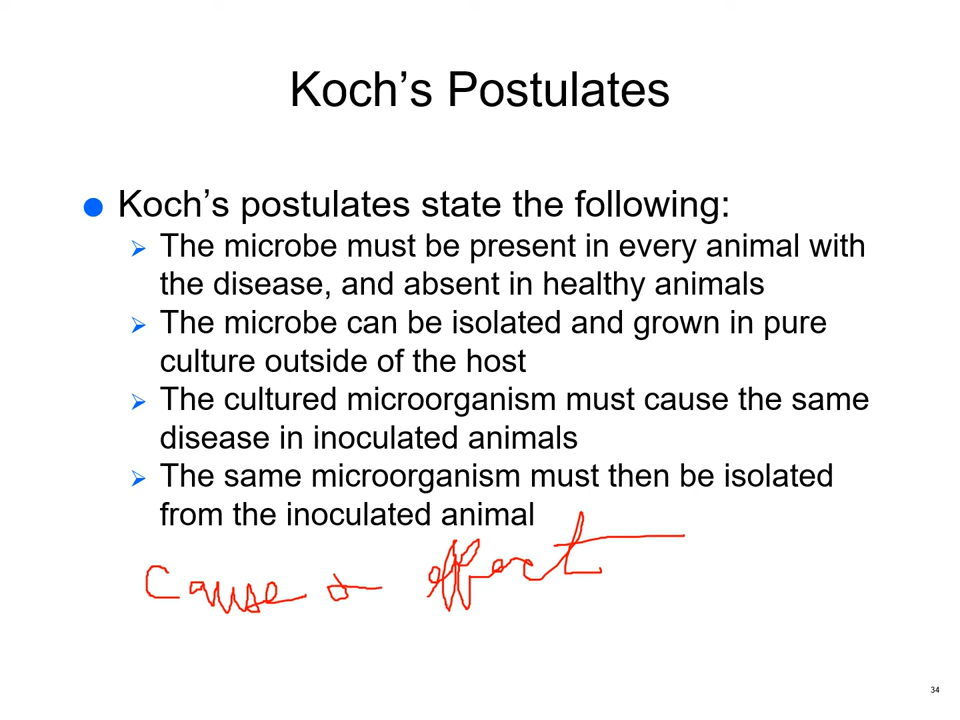 Koch’s Postulates
Koch’s postulates state the following:
The microbe must be present in every animal with
the disease, and absent in healthy animals
The microbe can be isolated and grown in pure
culture outside of the host
The cultured microorganism must cause the same
disease in inoculated animals
The same microorganism must then be isolated
from the inoculated animal
Cause & effect
34